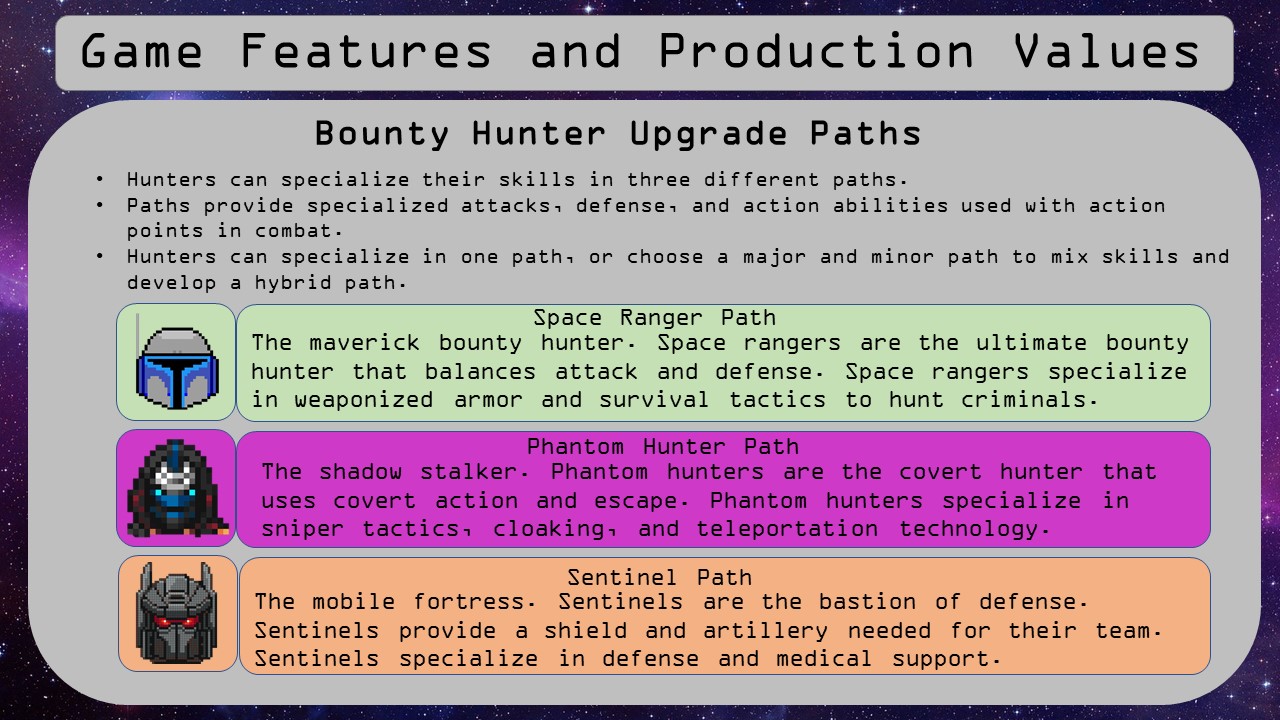 Game Features and Production Values
Bounty Hunter Upgrade Paths
• Hunters can specialize their skills in three different paths.
• Paths provide specialized attacks, defense, and action abilities used with action
points in combat.
• Hunters can specialize in one path, or choose a major and minor path to mix skills and
develop a hybrid path.
Space Ranger Path
The maverick bounty hunter. Space rangers are the ultimate bounty
hunter that balances attack and defense. Space rangers specialize
in weaponized armor and survival tactics to hunt criminals.
Phantom Hunter Path
The shadow stalker. Phantom hunters are the covert hunter that
uses covert action and escape. Phantom hunters specialize in
sniper tactics, cloaking, and teleportation technology.
Sentinel Path
The mobile fortress. Sentinels are the bastion of defense.
Sentinels provide a shield and artillery needed for their team.
Sentinels specialize in defense and medical support.